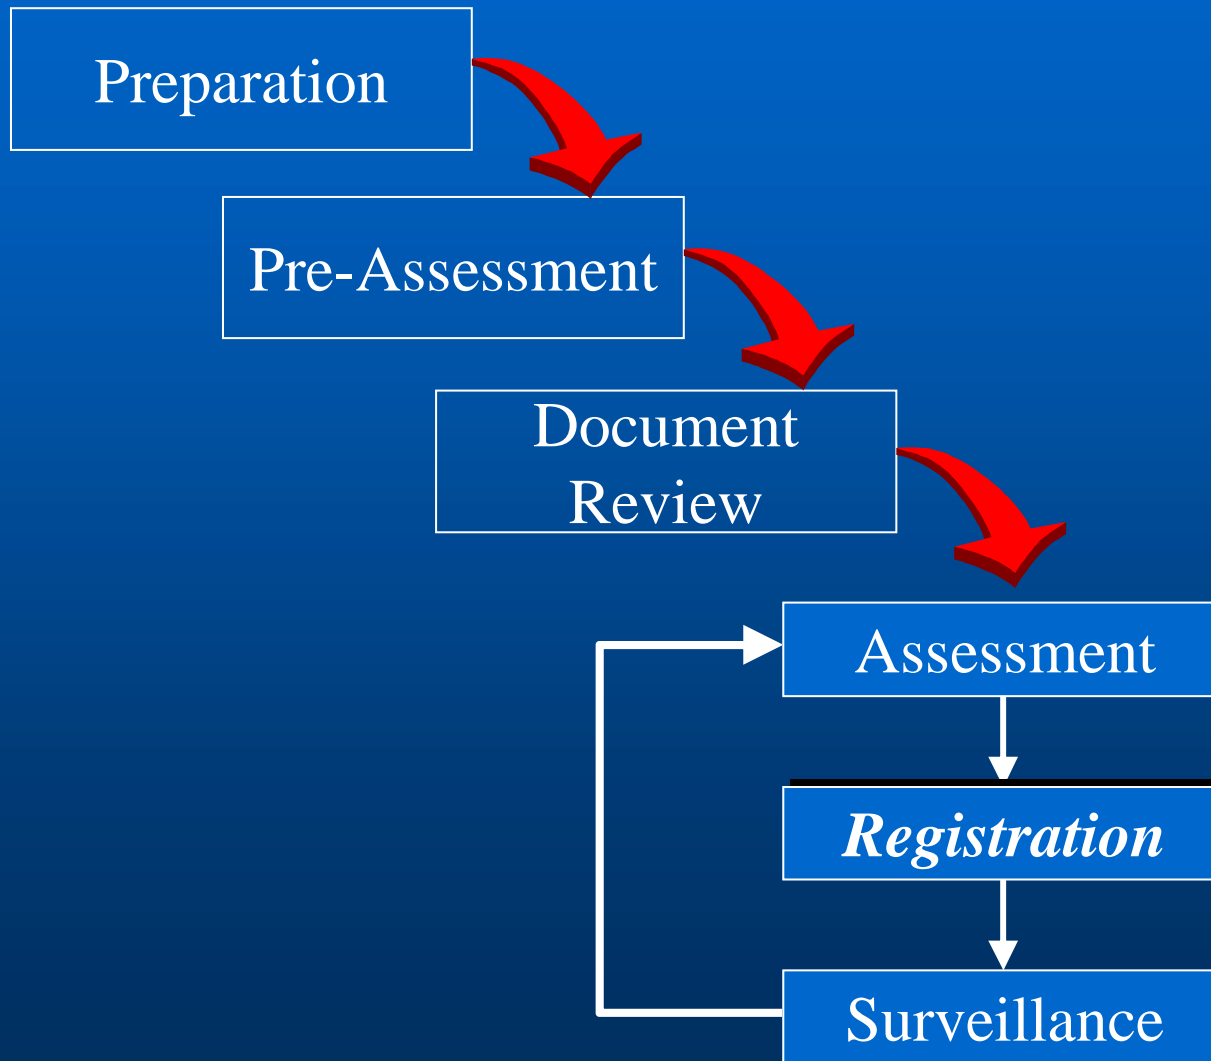 Preparation
Pre-Assessment
Document
Review
Assessment
Registration
Surveillance